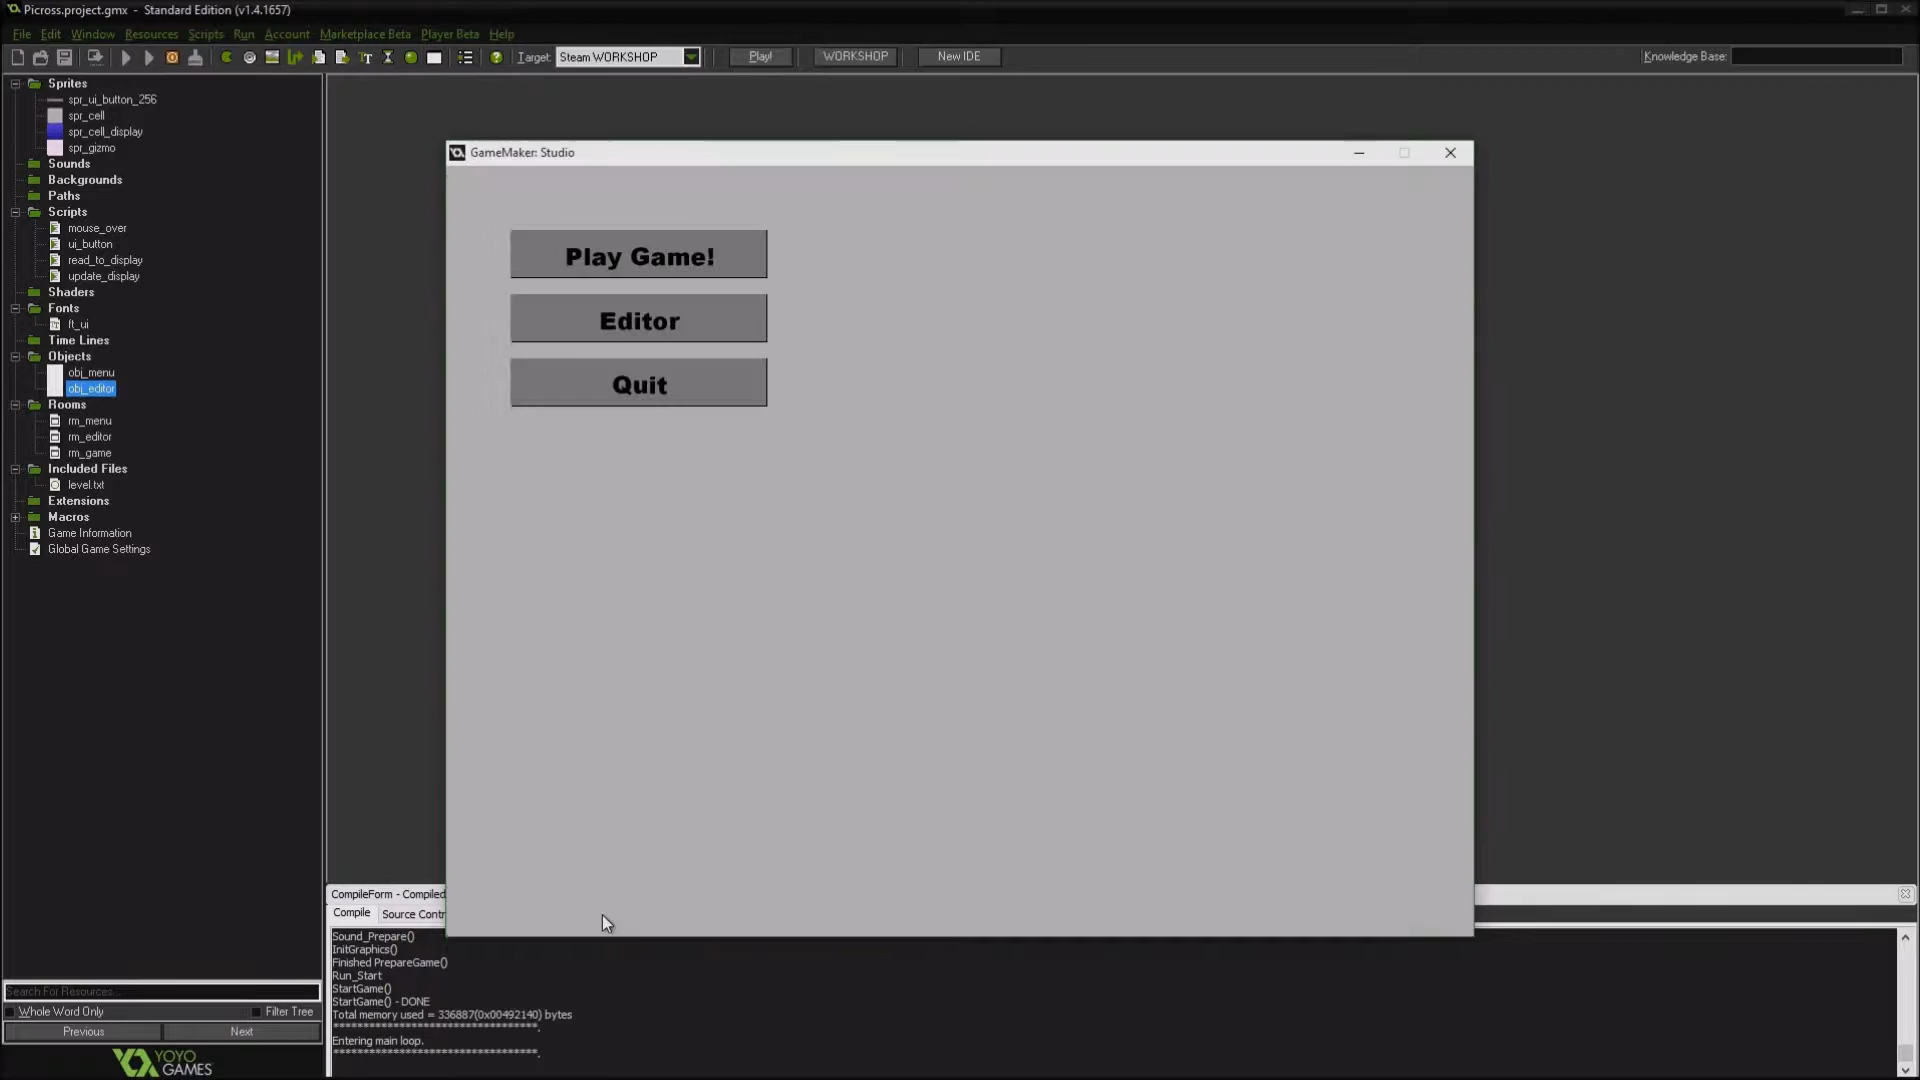 Picross.project.gmx - Standard Edition (v1.4.1657)
File Edit Window Resources Scripts Run Account Marketplace Beta Player Beta Help
Target: Steam WORKSHOP Play! WORKSHOP New IDE Knowledge Base:
Sprites
spr_ui_button_256
spr_cell
spr_cell_display
spr_gizmo
Sounds
Backgrounds
Paths
Scripts
mouse_over
ui_button
read_to_display
update_display
Shaders
Fonts
ft_ui
Time Lines
Objects
obj_menu
obj_editor
Rooms
rm_menu
rm_editor
rm_game
Included Files
level.txt
Extensions
Macros
Game Information
Global Game Settings
Search For Resources...
Whole Word Only Filter Tree
Previous Next
YOYO
GAMES
GameMaker: Studio
Play Game!
Editor
Quit
CompileForm - Compiled
Compile Source Contr
Sound_Prepare()
InitGraphics()
Finished PrepareGame()
Run_Start
StartGame()
StartGame() - DONE
Total memory used = 336887(0x00492140) bytes
**********************************.
Entering main loop.
**********************************.